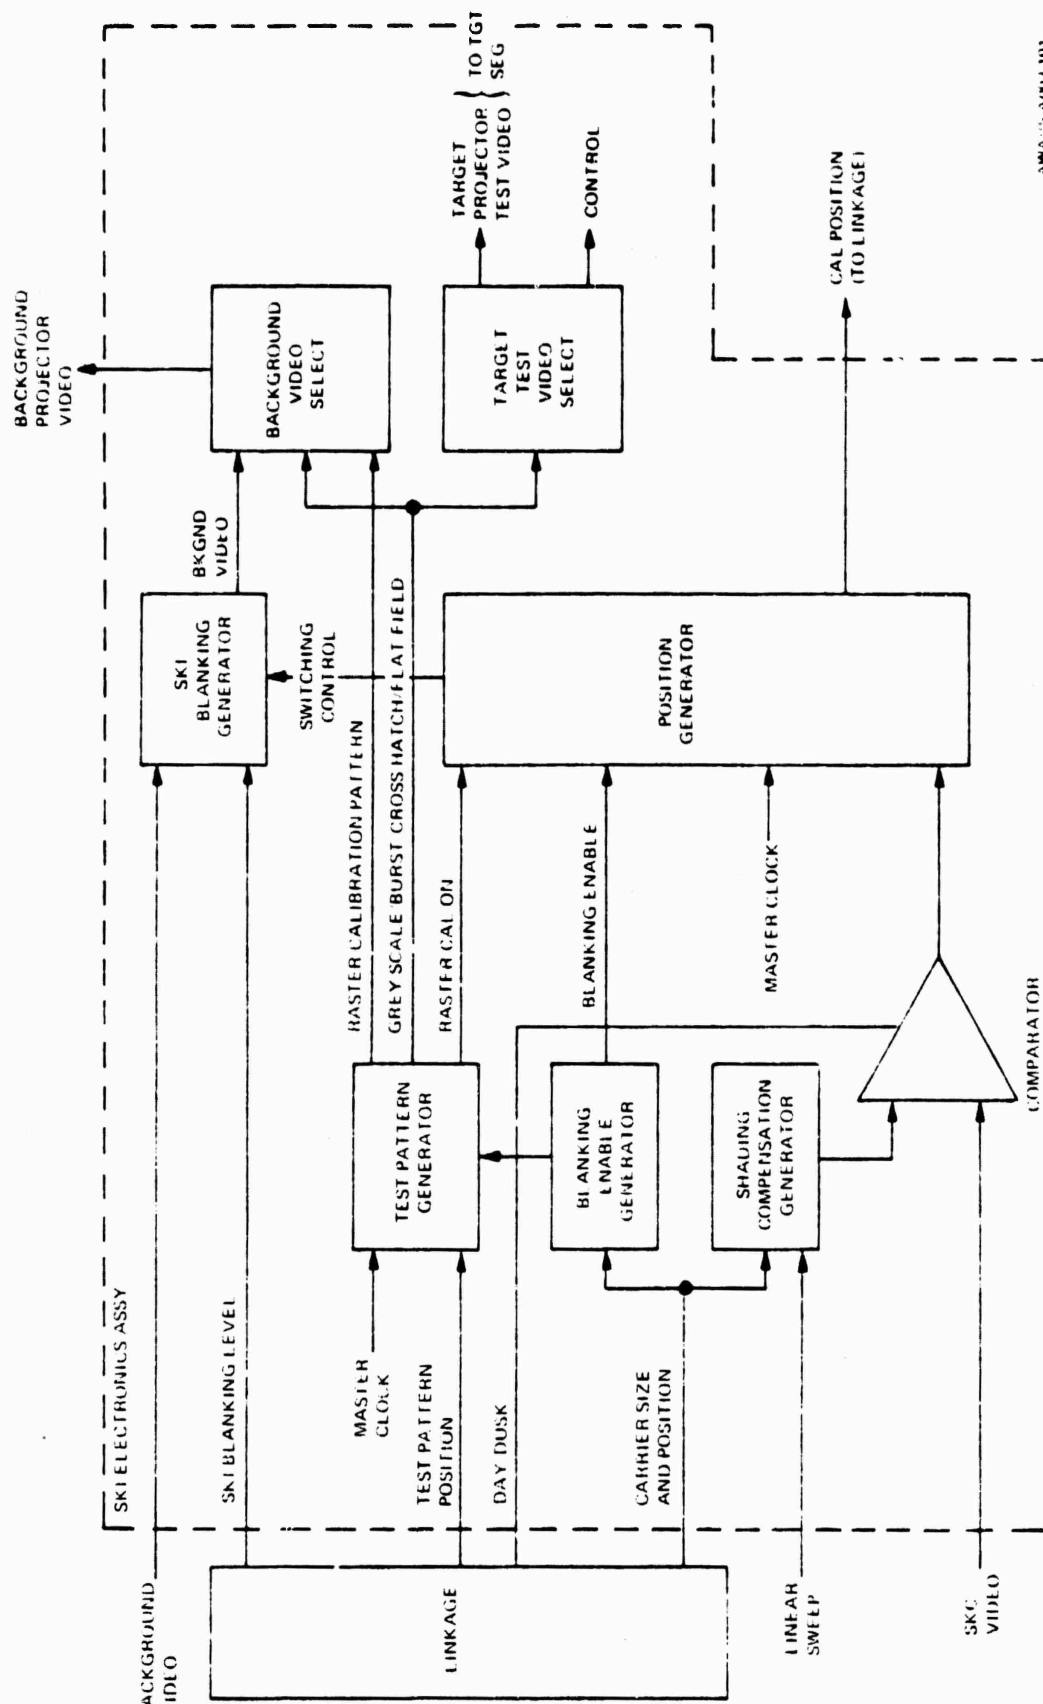 BACKGROUND
PROJECTOR
VIDEO
SKI ELECTRONICS ASSY
SKI BLANKING LEVEL
SKI
BLANKING
GENERATOR
BKGND
VIDEO
BACKGROUND
VIDEO
SELECT
TARGET
PROJECTOR
TEST VIDEO
TO TGT
SEG
SWITCHING
CONTROL
RASTER CALIBRATION PATTERN
GREY SCALE BURST CROSS HATCH/FLAT FIELD
RASTER CAL ON
TARGET
TEST
VIDEO
SELECT
CONTROL
MASTER
CLOCK
TEST PATTERN
POSITION
TEST PATTERN
GENERATOR
DAY DUSK
BLANKING
ENABLE
GENERATOR
BLANKING ENABLE
POSITION
GENERATOR
CAL POSITION
(TO LINKAGE)
CARRIER SIZE
AND POSITION
SHADING
COMPENSATION
GENERATOR
MASTER CLOCK
LINKAGE
LINEAR
SWEEP
VIDEO
COMPARATOR